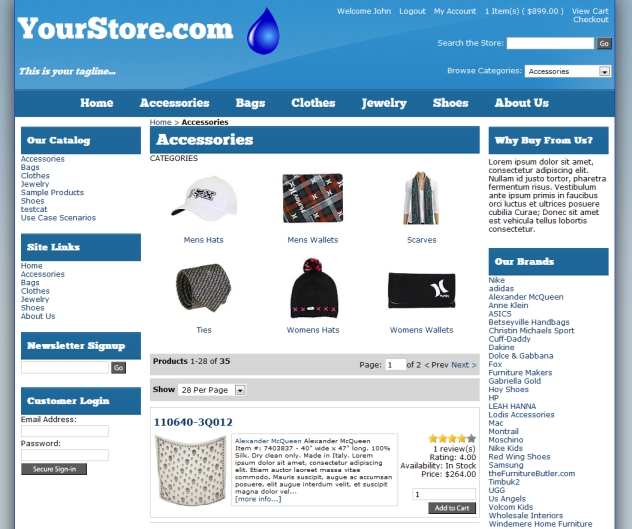 Welcome John Logout My Account 1 Item(s) ( $899.00 ) View Cart
Checkout
YourStore.com
This is your tagline...
Search the Store: Go
Browse Categories: Accessories
Home Accessories Bags Clothes Jewelry Shoes About Us
Our Catalog
Accessories
Bags
Clothes
Jewelry
Sample Products
Shoes
testcat
Use Case Scenarios
Site Links
Home
Accessories
Bags
Clothes
Jewelry
Shoes
About Us
Newsletter Signup
Go
Customer Login
Email Address:
Password:
Secure Sign-in
Home > Accessories
Accessories
CATEGORIES
Mens Hats
Mens Wallets
Scarves
Ties
Womens Hats
Hurley
Womens Wallets
Products 1-28 of 35
Page: 1 of 2 < Prev Next >
Show 28 Per Page
110640-3Q012
Alexander McQueen Alexander McQueen
Item #: 7403837 - 40" wide x 47" long. 100%
Silk. Dry clean only. Made in Italy. Lorem
ipsum dolor sit amet, consectetur adipiscing
elit. Etiam auctor laoreet massa vitae
commodo. Mauris suscipit, augue ac accumsan
posuere, elit augue interdum velit, et suscipit
magna dolor vel...
[more info...]
1 review(s)
Rating: 4.00
Availability: In Stock
Price: $264.00
1
Add to Cart
Why Buy From Us?
Lorem ipsum dolor sit amet,
consectetur adipiscing elit.
Nullam id justo tortor, pharetra
fermentum risus. Vestibulum
ante ipsum primis in faucibus
orci luctus et ultrices posuere
cubilia Curae; Donec sit amet
est vehicula tellus lobortis
consectetur.
Our Brands
Nike
adidas
Alexander McQueen
Anne Klein
ASICS
Betseyville Handbags
Christin Michaels Sport
Cuff-Daddy
Dakine
Dolce & Gabbana
Fox
Furniture Makers
Gabriella Gold
Hoy Shoes
HP
LEAH HANNA
Lodis Accessories
Mac
Montrail
Moschino
Nike Kids
Red Wing Shoes
Samsung
theFurnitureButler.com
Timbuk2
UGG
Us Angels
Volcom Kids
Wholesale Interiors
Windemere Home Furniture